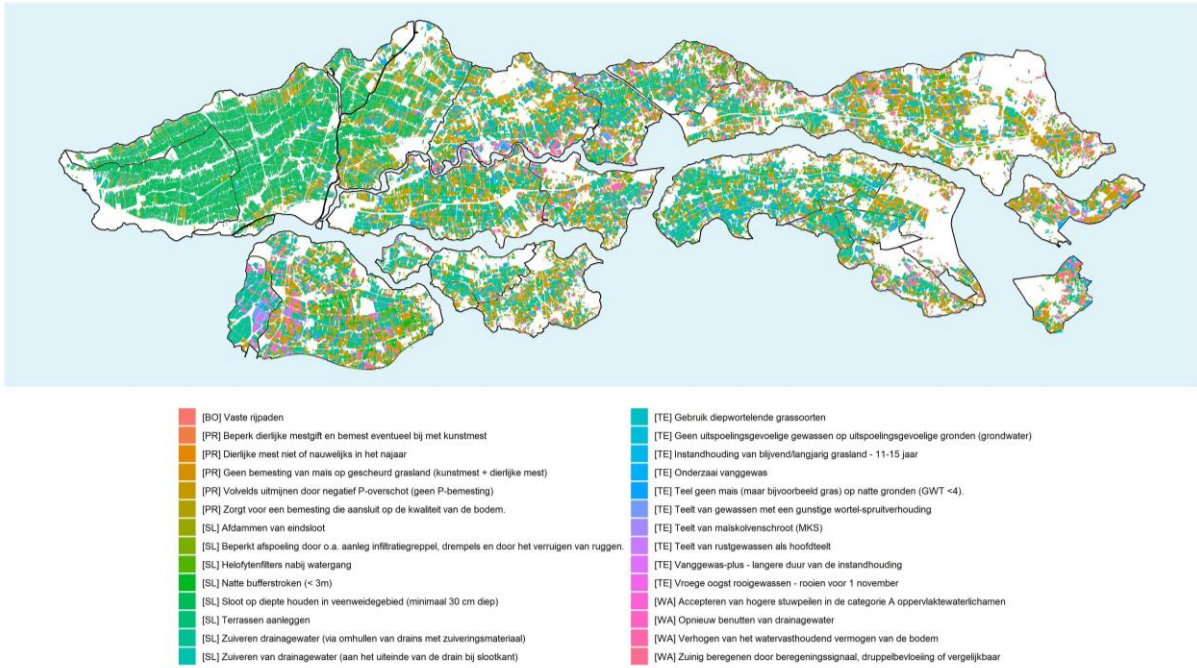 [BO] Vaste rijpaden
[PR] Beperk dierlijke mestgift en bemest eventueel bij met kunstmest
[PR] Dierlijke mest niet of nauwelijks in het najaar
[PR] Geen bemesting van maïs op gescheurd grasland (kunstmest + dierlijke mest)
[PR] Volvelds uitmijnen door negatief P-overschot (geen P-bemesting)
[PR] Zorgt voor een bemesting die aansluit op de kwaliteit van de bodem.
[SL] Afdammen van eindsloot
[SL] Beperkt afspoeling door o.a. aanleg infiltratiegreppel, drempels en door het verruigen van ruggen.
[SL] Helofytenfilters nabij watergang
[SL] Natte bufferstroken (< 3m)
[SL] Sloot op diepte houden in veenweidegebied (minimaal 30 cm diep)
[SL] Terrassen aanleggen
[SL] Zuiveren drainagewater (via omhullen van drains met zuiveringsmateriaal)
[SL] Zuiveren van drainagewater (aan het uiteinde van de drain bij slootkant)
[TE] Gebruik diepwortelende grassoorten
[TE] Geen uitspoelingsgevoelige gewassen op uitspoelingsgevoelige gronden (grondwater)
[TE] Instandhouding van blijvend/langjarig grasland - 11-15 jaar
[TE] Onderzaai vanggewas
[TE] Teel geen mais (maar bijvoorbeeld gras) op natte gronden (GWT <4).
[TE] Teelt van gewassen met een gunstige wortel-spruitverhouding
[TE] Teelt van maïskolvenschroot (MKS)
[TE] Teelt van rustgewassen als hoofdteelt
[TE] Vanggewas-plus - langere duur van de instandhouding
[TE] Vroege oogst rooigewassen - rooien voor 1 november
[WA] Accepteren van hogere stuwpeilen in de categorie A oppervlaktewaterlichamen
[WA] Opnieuw benutten van drainagewater
[WA] Verhogen van het watervasthoudend vermogen van de bodem
[WA] Zuinig beregenen door beregeningssignaal, druppelbevloeiing of vergelijkbaar